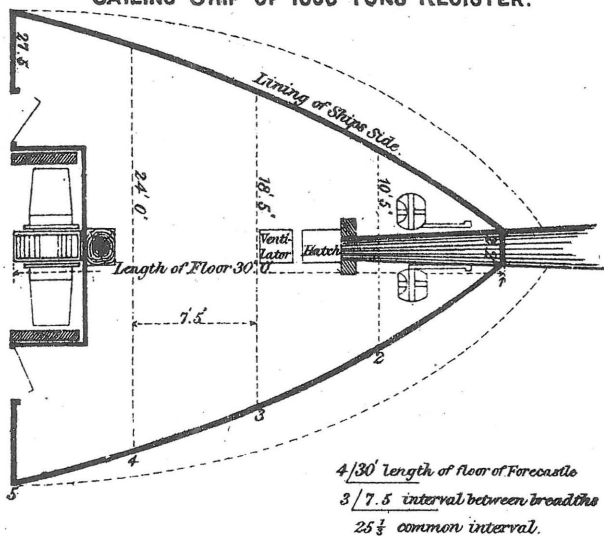 SAILING SHIP OF 1000 TONS REGISTER.
27.5'
Lining of Ships Side.
24' 0"
18' 5"
10' 5"
Venti-
lator
Hatch
Length of Floor 30' 0"
7.5'
1
2
3
4
5
4/30' length of floor of Forecastle
3/7.5 interval between breadths
25 1/3 common interval.